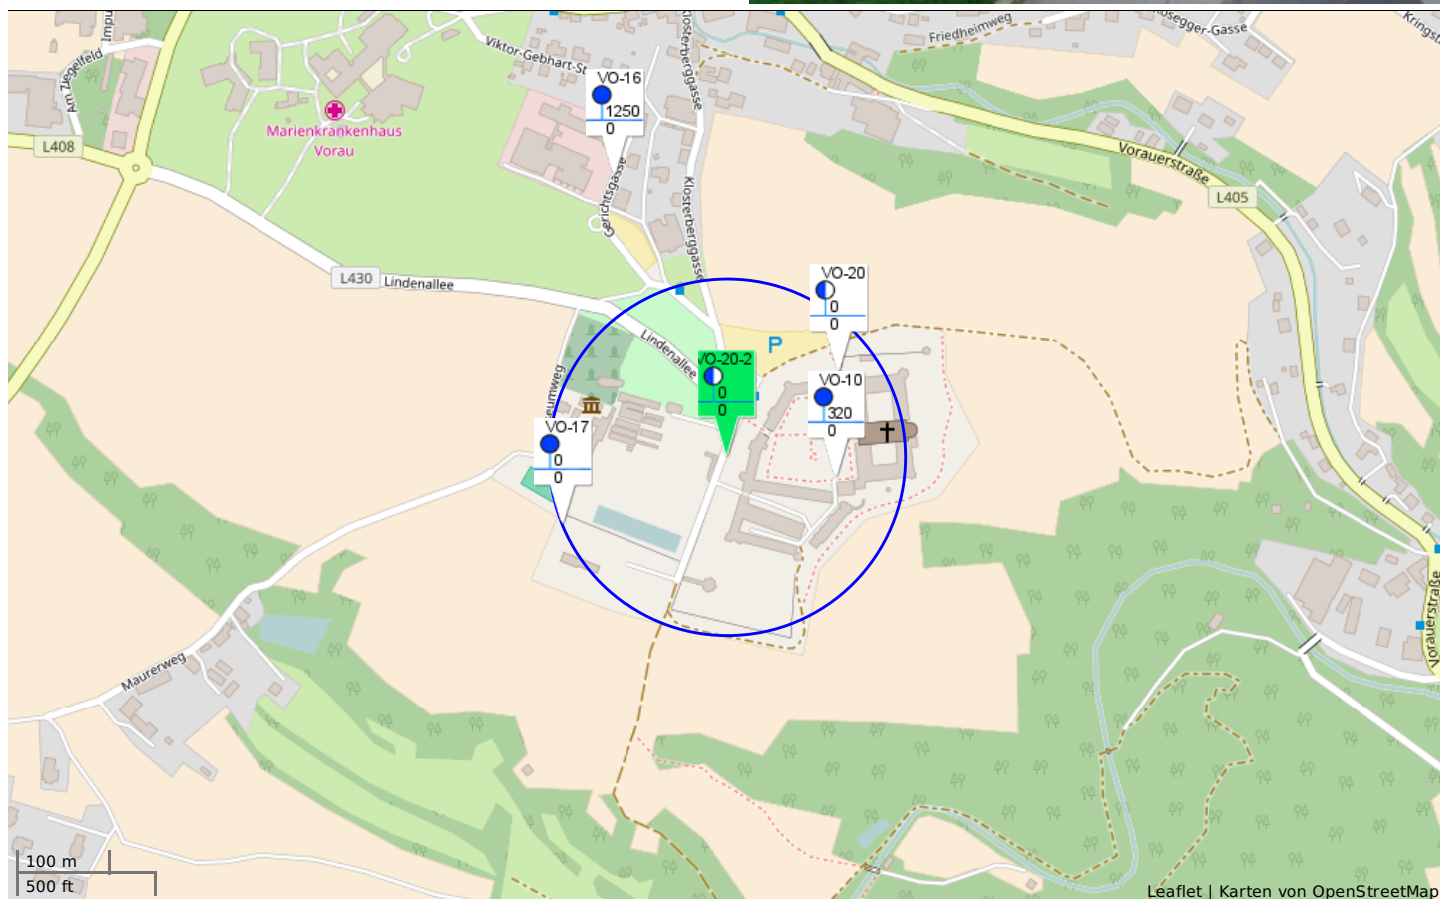 Am Ziegelfeld
Viktor-Gebhart-St
Klosterberggasse
Friedheimweg
osegger-Gasse
VO-16
1250
0
Marienkrankenhaus
Vorau
L408
Gerichtsgasse
Klosterberggasse
Vorauerstraße
L405
L430
Lindenallee
VO-20
0
0
P
Lindenallee
VO-20-2
0
0
VO-10
320
0
eumweg
VO-17
0
0
Maurerweg
Vorauerstraße
100 m
500 ft
Leaflet | Karten von OpenStreetMap